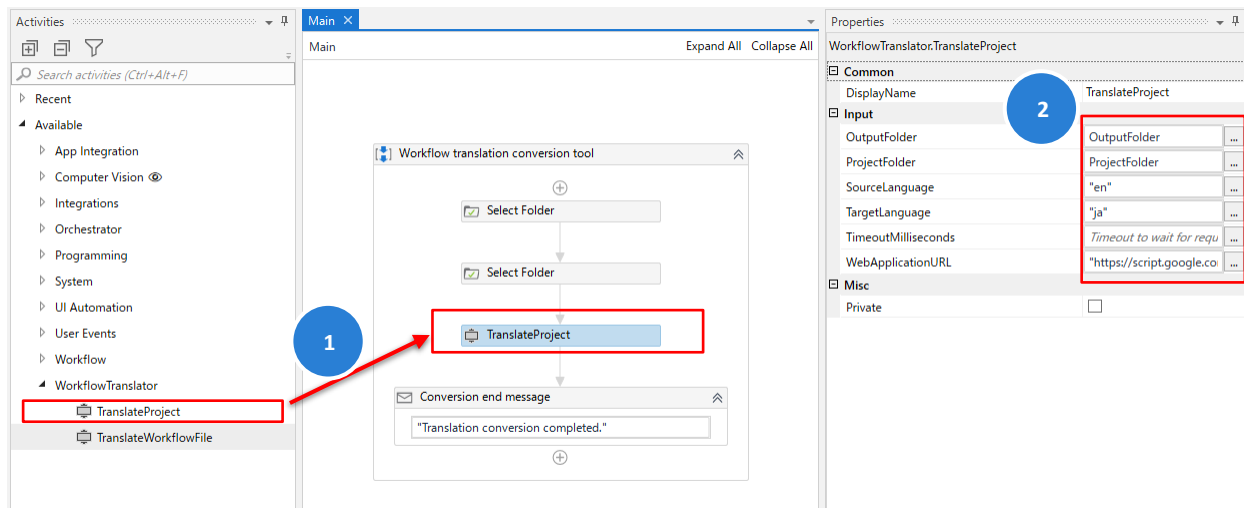 Activities
Search activities (Ctrl+Alt+F)
Recent
Available
App Integration
Computer Vision
Integrations
Orchestrator
Programming
System
UI Automation
User Events
Workflow
WorkflowTranslator
TranslateProject
TranslateWorkflowFile
1
Main
Main Expand All Collapse All
Workflow translation conversion tool
Select Folder
Select Folder
TranslateProject
Conversion end message
"Translation conversion completed."
Properties
WorkflowTranslator.TranslateProject
Common
DisplayName TranslateProject
2
Input
OutputFolder OutputFolder ...
ProjectFolder ProjectFolder ...
SourceLanguage "en" ...
TargetLanguage "ja" ...
TimeoutMilliseconds Timeout to wait for requ ...
WebApplicationURL "https://script.google.co ...
Misc
Private